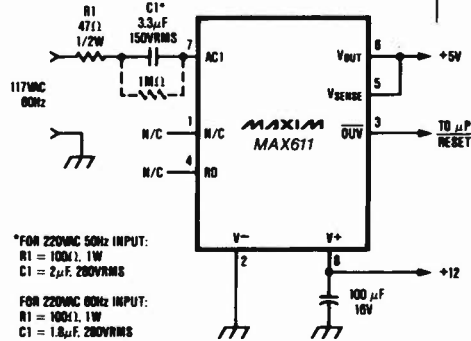 R1
47Ω
1/2W
C1*
3.3µF
150VRMS
1MΩ
117VAC
60Hz
7
AC1
1
N/C
N/C
4
N/C
RD
MAXIM
MAX611
VOUT
6
+5V
VSENSE
5
OUV
3
TO µP
RESET
V−
2
V+
8
+12
100 µF
16V
*FOR 220VAC 50Hz INPUT:
R1 = 100Ω, 1W
C1 = 2µF, 280VRMS
FOR 220VAC 60Hz INPUT:
R1 = 100Ω, 1W
C1 = 1.8µF, 280VRMS